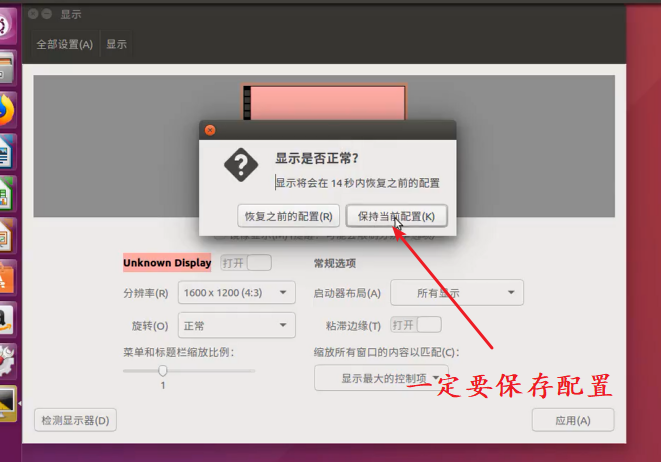 显示
全部设置(A) 显示
显示是否正常?
显示将会在 14 秒内恢复之前的配置
恢复之前的配置(R) 保持当前配置(K)
Unknown Display 打开 常规选项
分辨率(R) 1600 x 1200 (4:3) 启动器布局(A) 所有显示
旋转(O) 正常 粘滞边缘(T) 打开
菜单和标题栏缩放比例: 缩放所有窗口的内容以匹配(C):
1 显示最大的控制项
一定要保存配置
检测显示器(D) 应用(A)